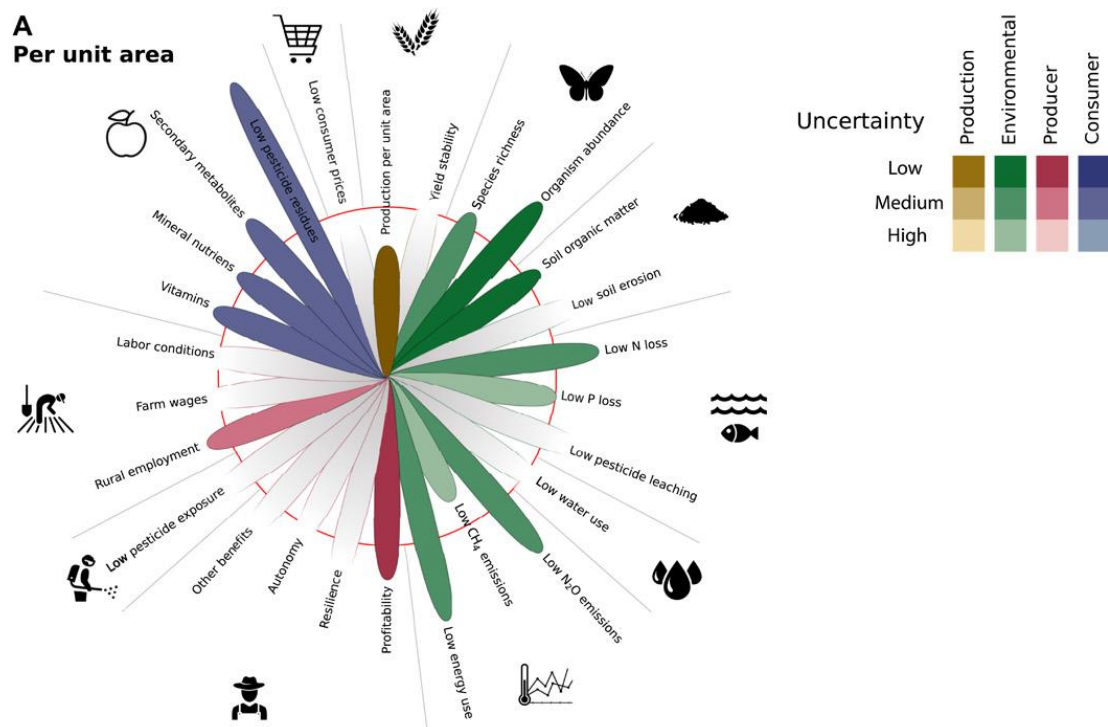 A
Per unit area
Low consumer prices
Production per unit area
Yield stability
Species richness
Organism abundance
Soil organic matter
Low soil erosion
Low N loss
Low P loss
Low pesticide leaching
Low water use
Low N₂O emissions
Low CH₄ emissions
Low energy use
Profitability
Resilience
Autonomy
Other benefits
Low pesticide exposure
Rural employment
Farm wages
Labor conditions
Vitamins
Mineral nutriens
Secondary metabolites
Low pesticide residues
Uncertainty
Production
Environmental
Producer
Consumer
Low
Medium
High